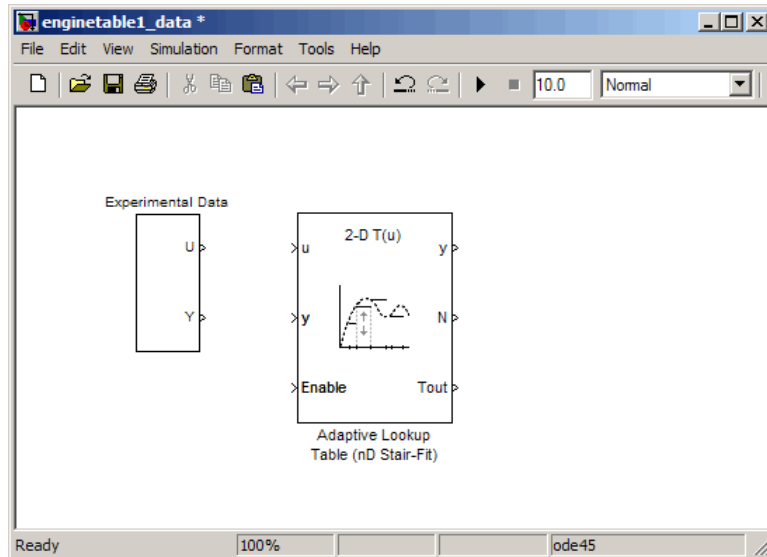 enginetable1_data *
File Edit View Simulation Format Tools Help
10.0 Normal
Experimental Data
U
Y
2-D T(u)
u y
y N
Enable Tout
Adaptive Lookup
Table (nD Stair-Fit)
Ready 100% ode45